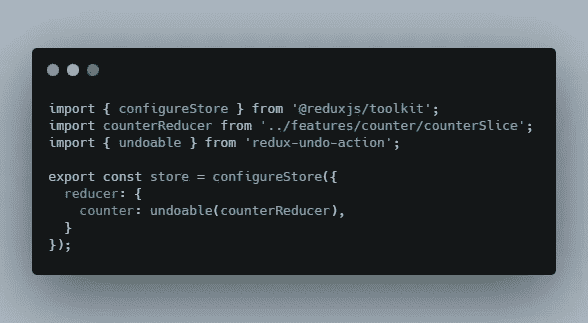 import { configureStore } from '@reduxjs/toolkit';
import counterReducer from '../features/counter/counterSlice';
import { undoable } from 'redux-undo-action';

export const store = configureStore({
  reducer: {
    counter: undoable(counterReducer),
  }
});